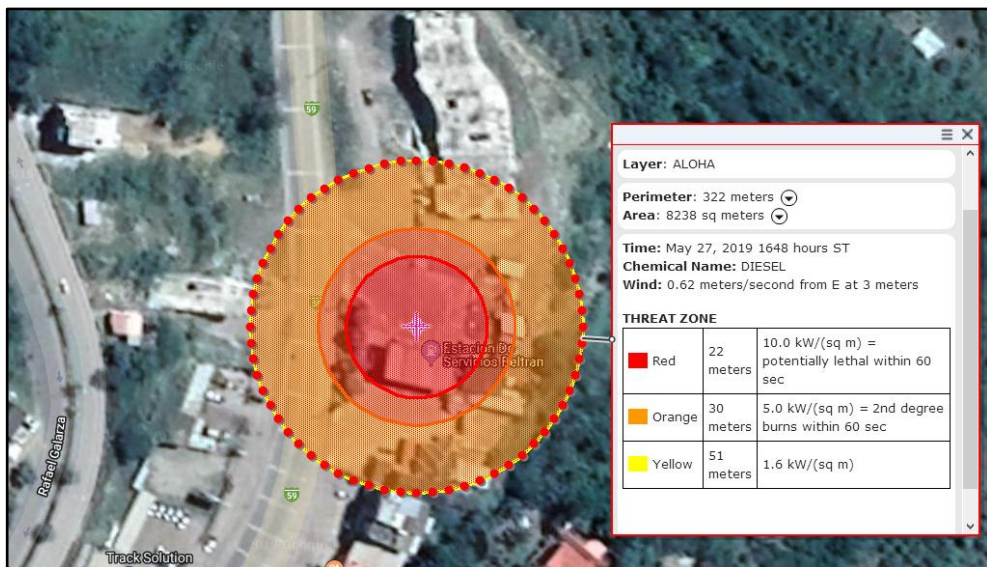 59
Estacion De
Servicios Beltran
59
Rafael Galarza
Track Solution
Layer: ALOHA
Perimeter: 322 meters
Area: 8238 sq meters
Time: May 27, 2019 1648 hours ST
Chemical Name: DIESEL
Wind: 0.62 meters/second from E at 3 meters
THREAT ZONE
Red
22
meters
10.0 kW/(sq m) =
potentially lethal within 60
sec
Orange
30
meters
5.0 kW/(sq m) = 2nd degree
burns within 60 sec
Yellow
51
meters
1.6 kW/(sq m)